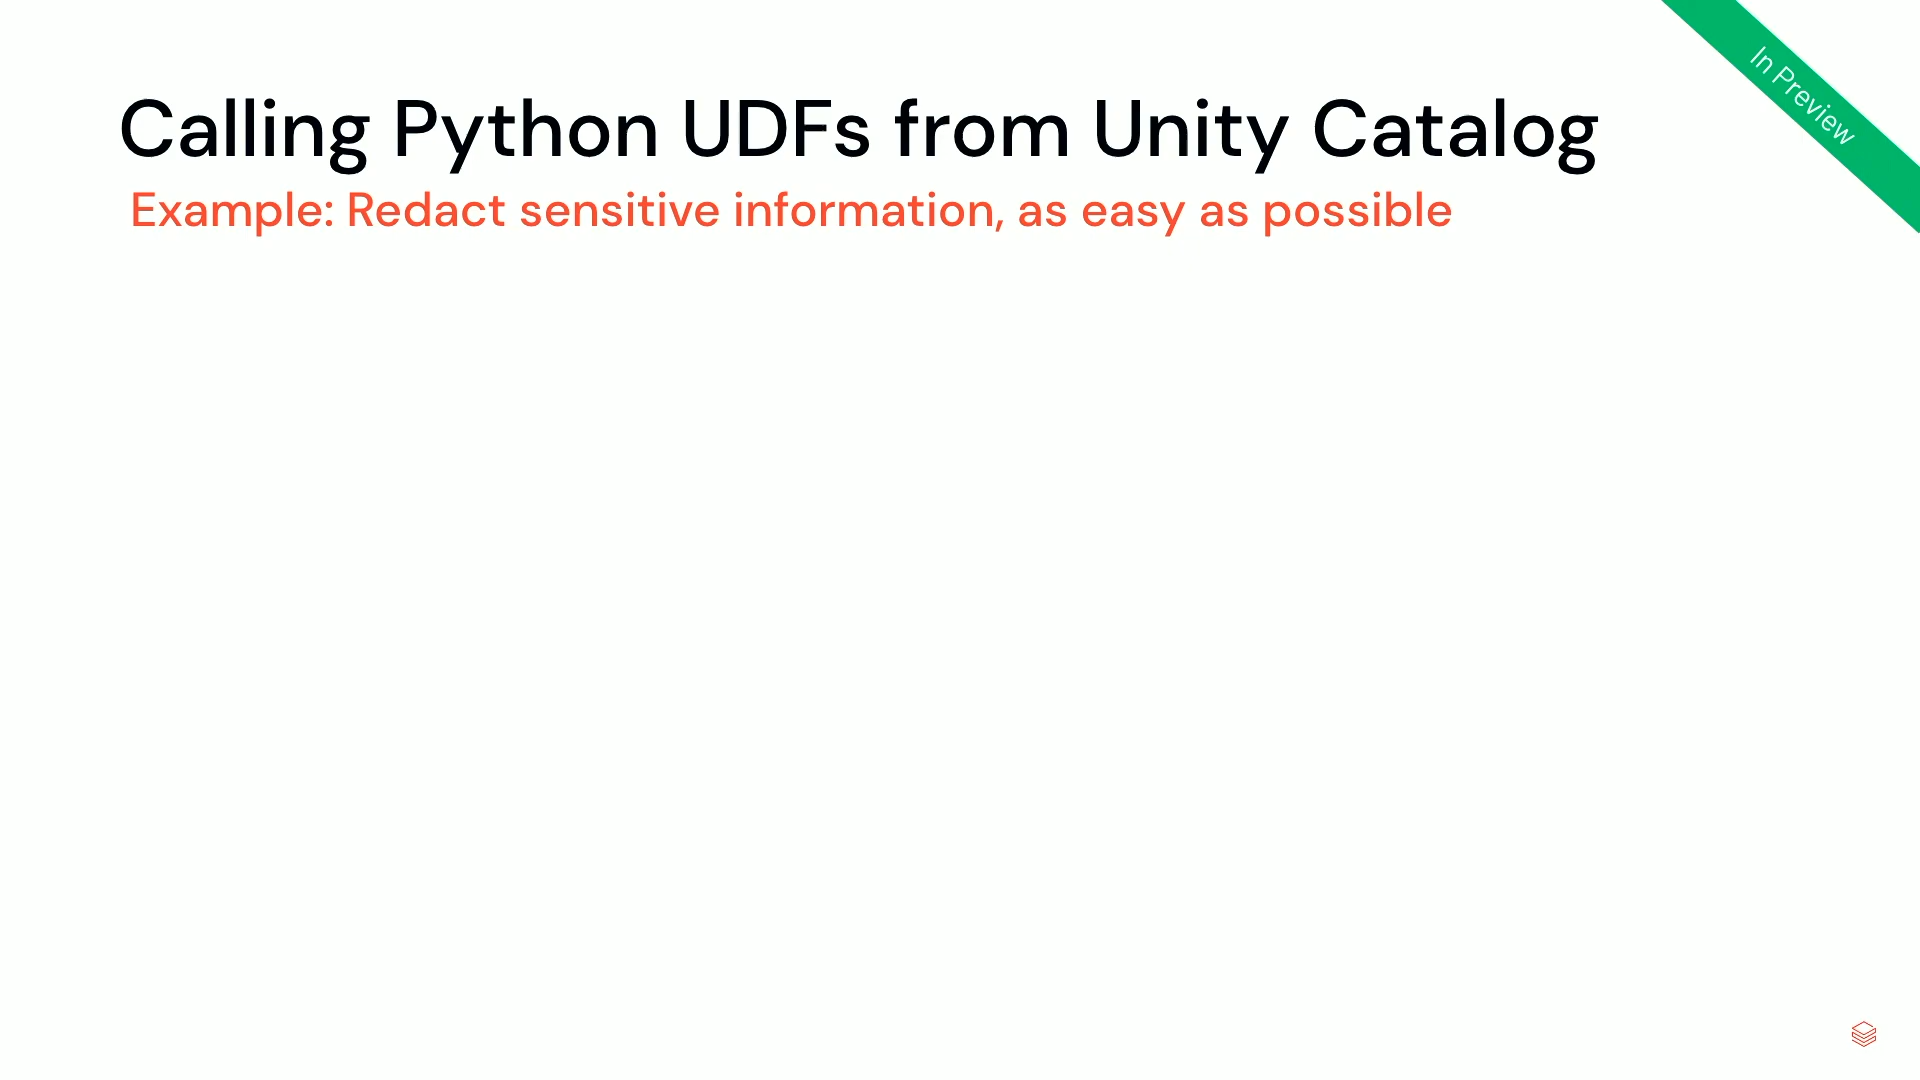 In Preview
Calling Python UDFs from Unity Catalog
Example: Redact sensitive information, as easy as possible